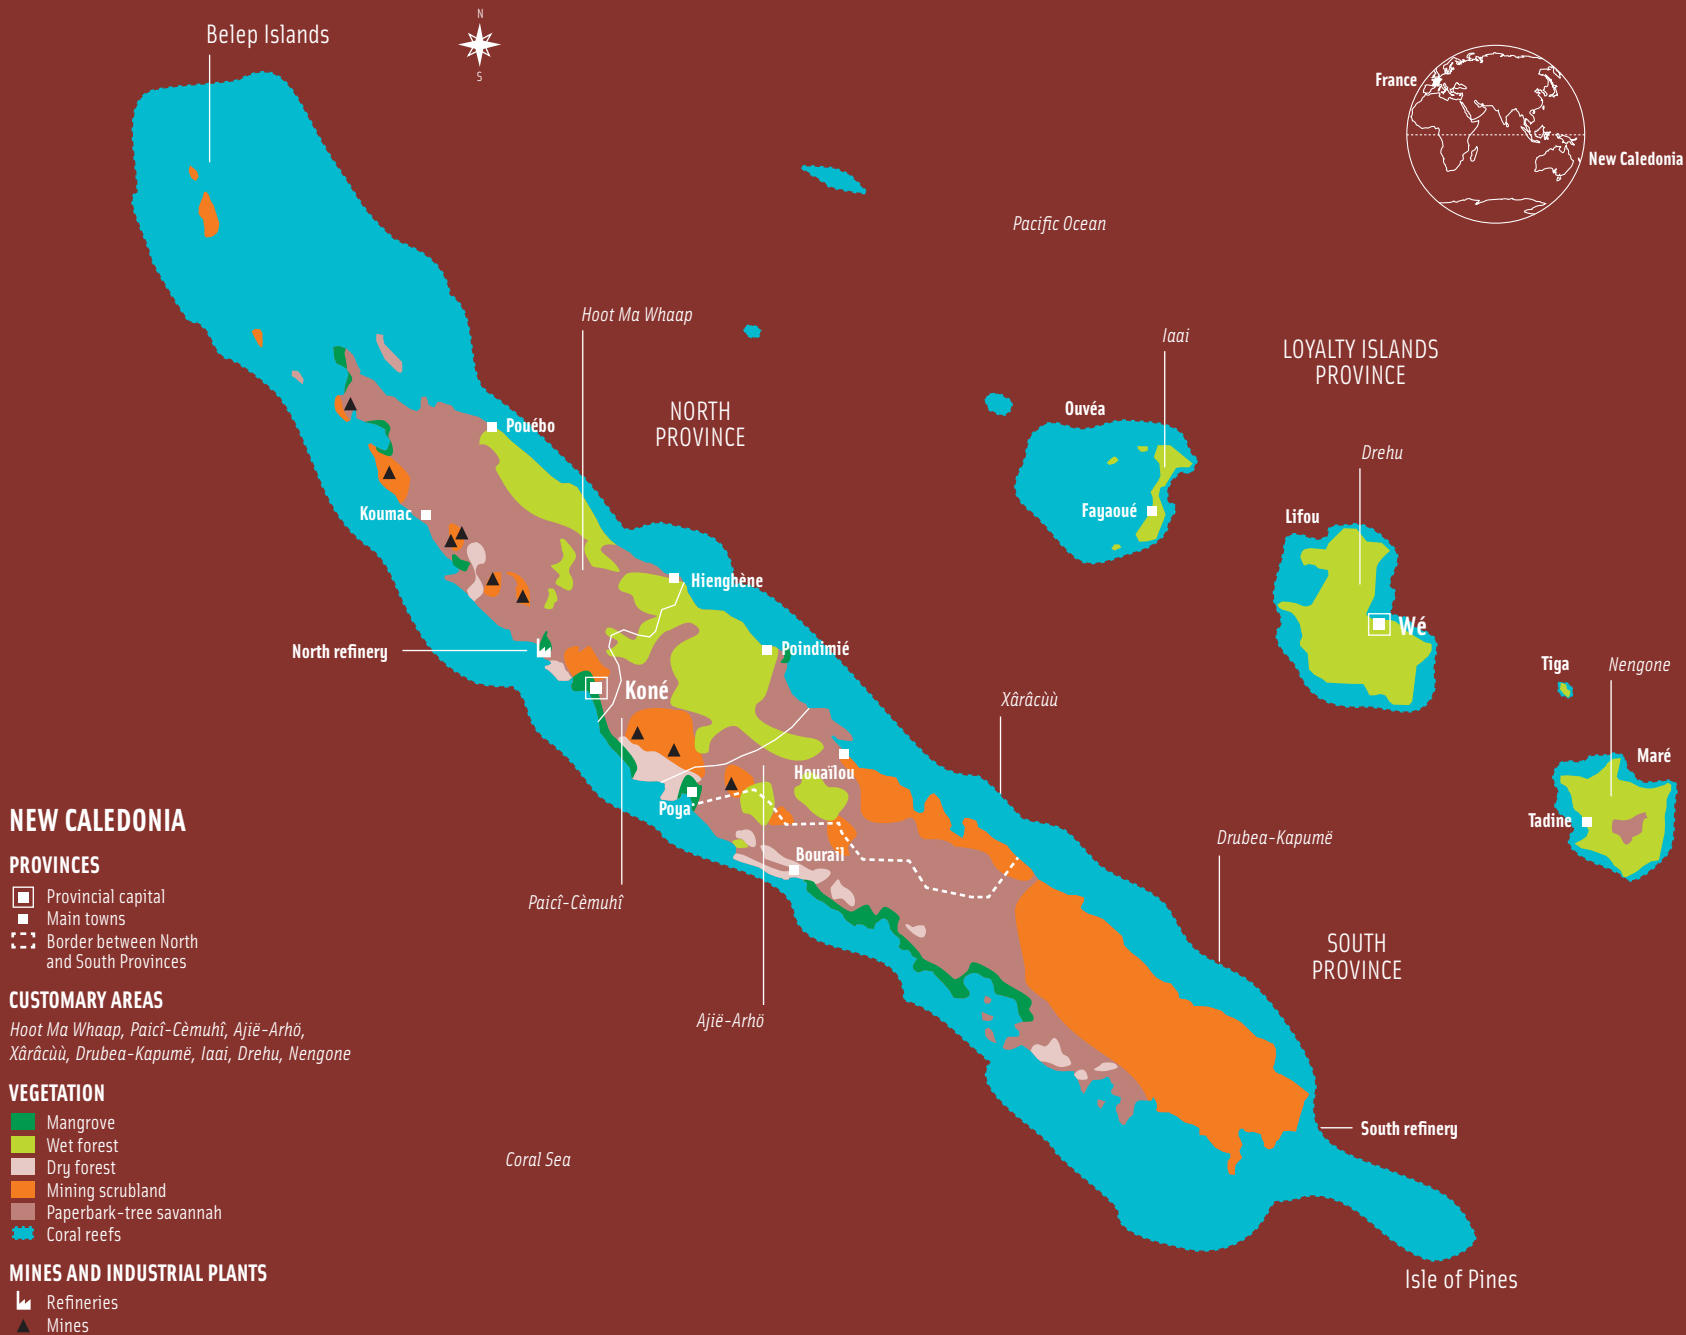 Belep Islands
N
S
France
New Caledonia
Pacific Ocean
Hoot Ma Whaap
Iaai
LOYALTY ISLANDS
PROVINCE
NORTH
PROVINCE
Ouvéa
Pouébo
Drehu
Koumac
Fayaoué
Lifou
Hienghène
Wé
North refinery
Poindimié
Tiga
Nengone
Koné
Xârâcùù
Maré
Houaïlou
Poya
Tadine
NEW CALEDONIA
Drubea-Kapumë
Bourail
PROVINCES
Provincial capital
Main towns
Border between North
and South Provinces
Paicî-Cèmuhî
SOUTH
PROVINCE
CUSTOMARY AREAS
Hoot Ma Whaap, Paicî-Cèmuhî, Ajië-Arhö,
Xârâcùù, Drubea-Kapumë, Iaai, Drehu, Nengone
Ajië-Arhö
VEGETATION
Mangrove
Wet forest
Dry forest
Mining scrubland
Paperbark-tree savannah
Coral reefs
South refinery
Coral Sea
MINES AND INDUSTRIAL PLANTS
Refineries
Mines
Isle of Pines